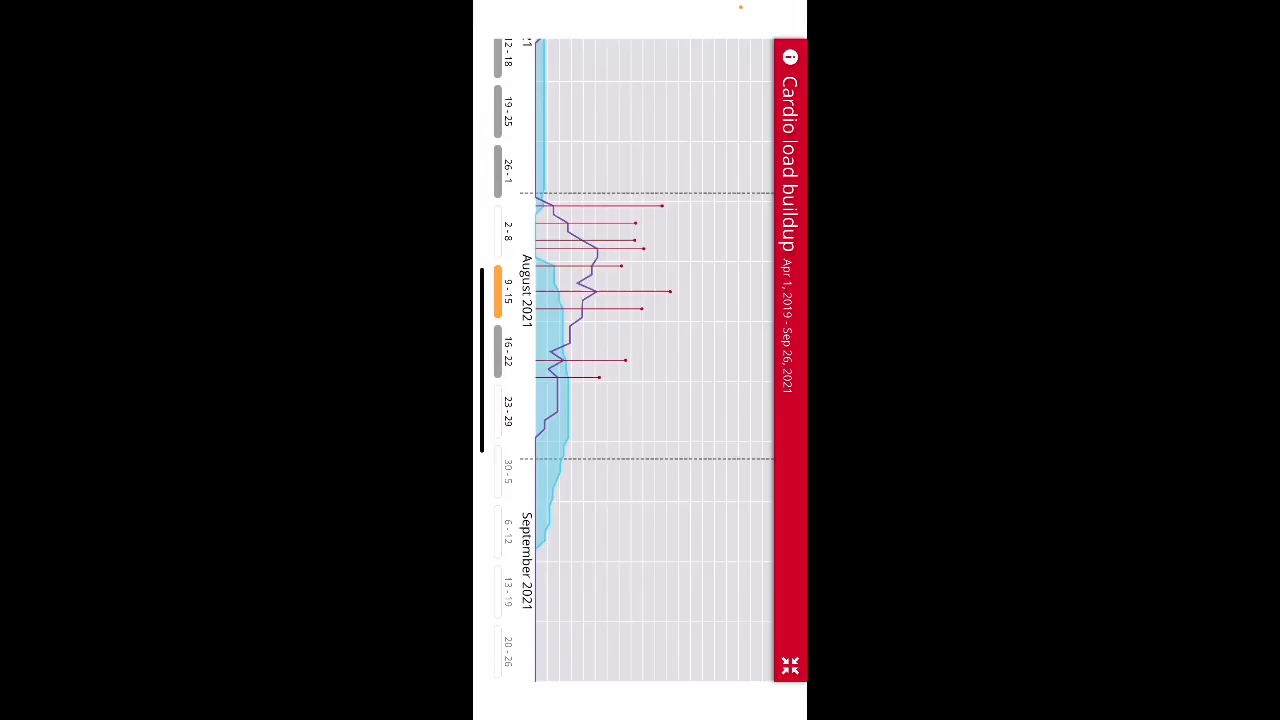 Cardio load buildup Apr 1, 2019 - Sep 26, 2021
August 2021
September 2021
12 - 18
19 - 25
26 - 1
2 - 8
9 - 15
16 - 22
23 - 29
30 - 5
6 - 12
13 - 19
20 - 26